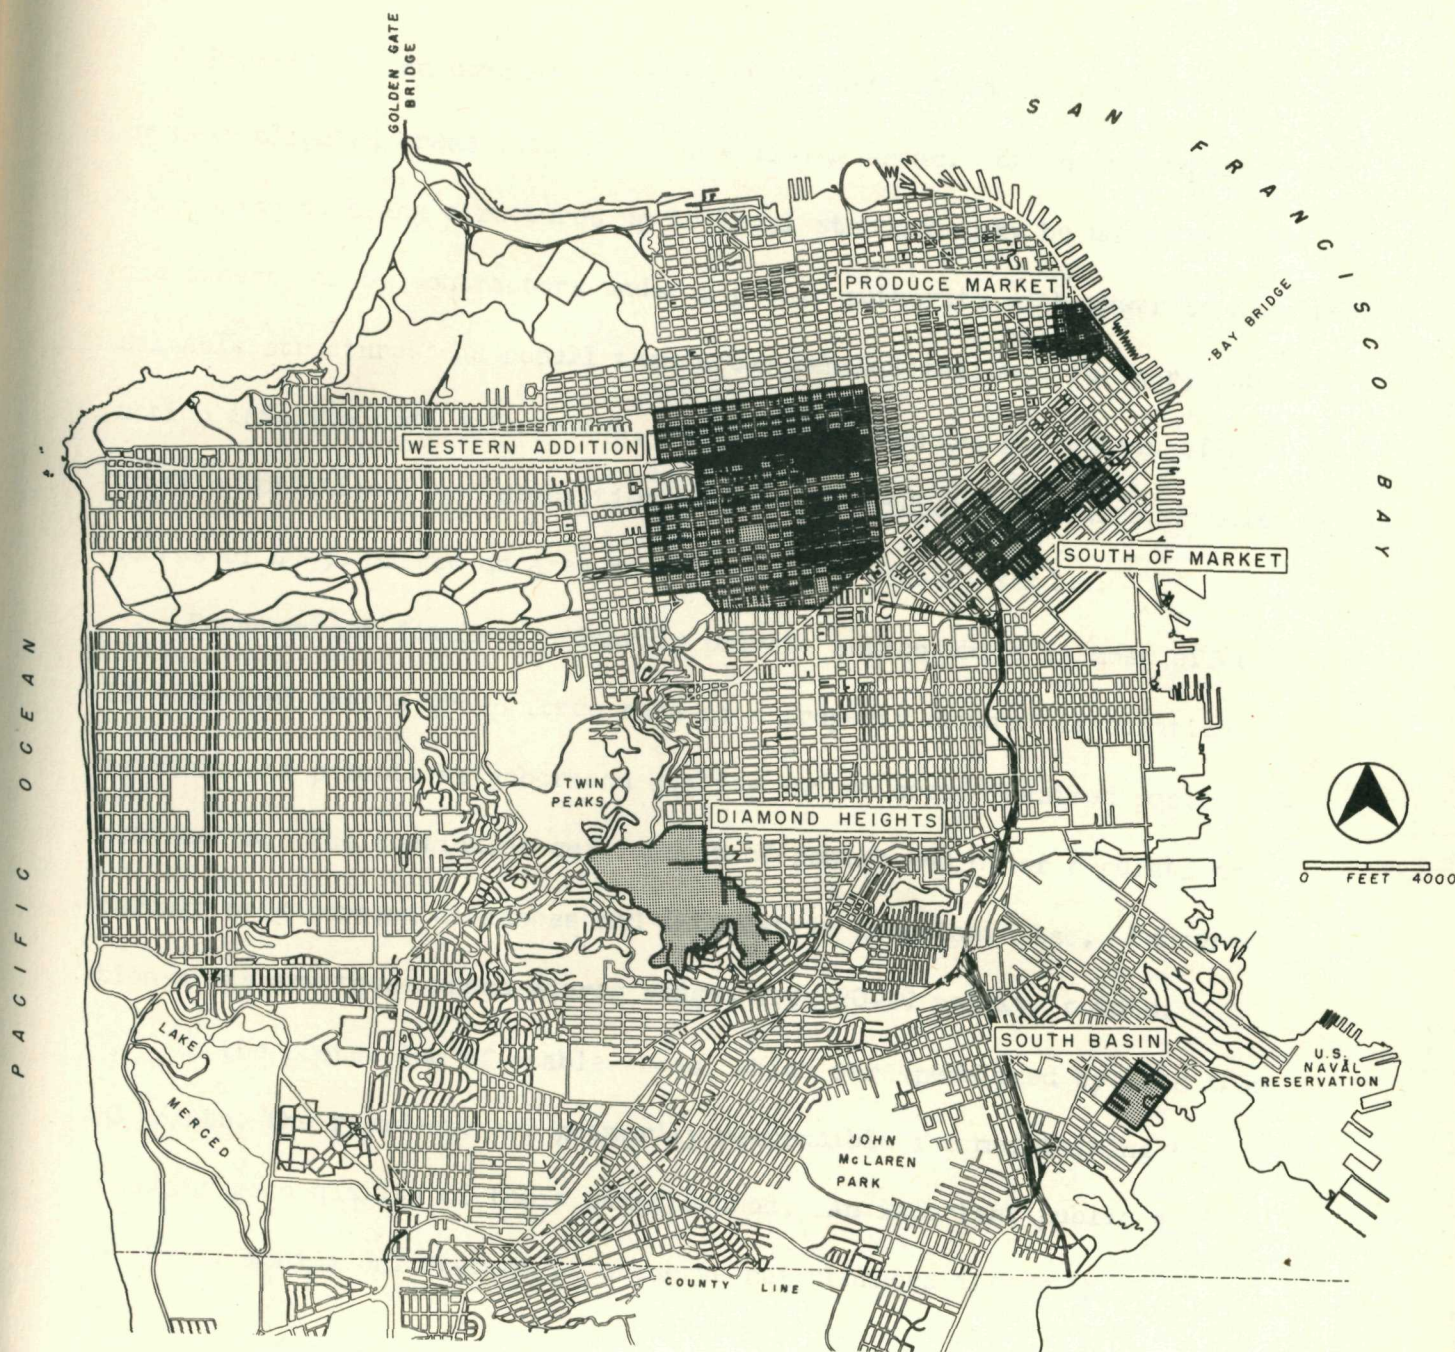 GOLDEN GATE
BRIDGE
SAN FRANCISCO BAY
PRODUCE MARKET
BAY BRIDGE
WESTERN ADDITION
SOUTH OF MARKET
PACIFIC OCEAN
TWIN
PEAKS
DIAMOND HEIGHTS
0 FEET 4000
SOUTH BASIN
LAKE
MERCED
U.S.
NAVAL
RESERVATION
JOHN
McLAREN
PARK
COUNTY LINE